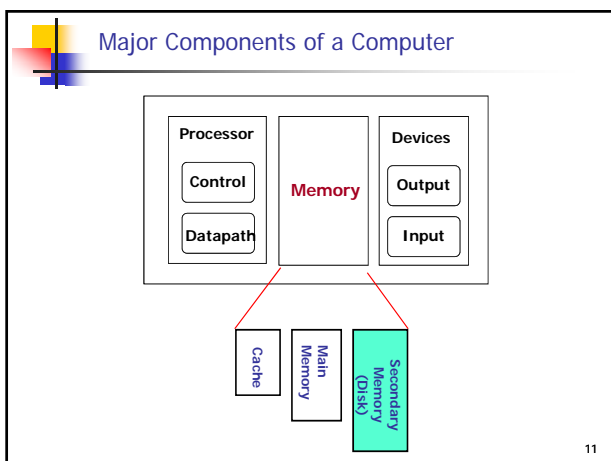 Major Components of a Computer
Processor
Control
Datapath
Memory
Devices
Output
Input
Cache
Main
Memory
Secondary
Memory
(Disk)
11